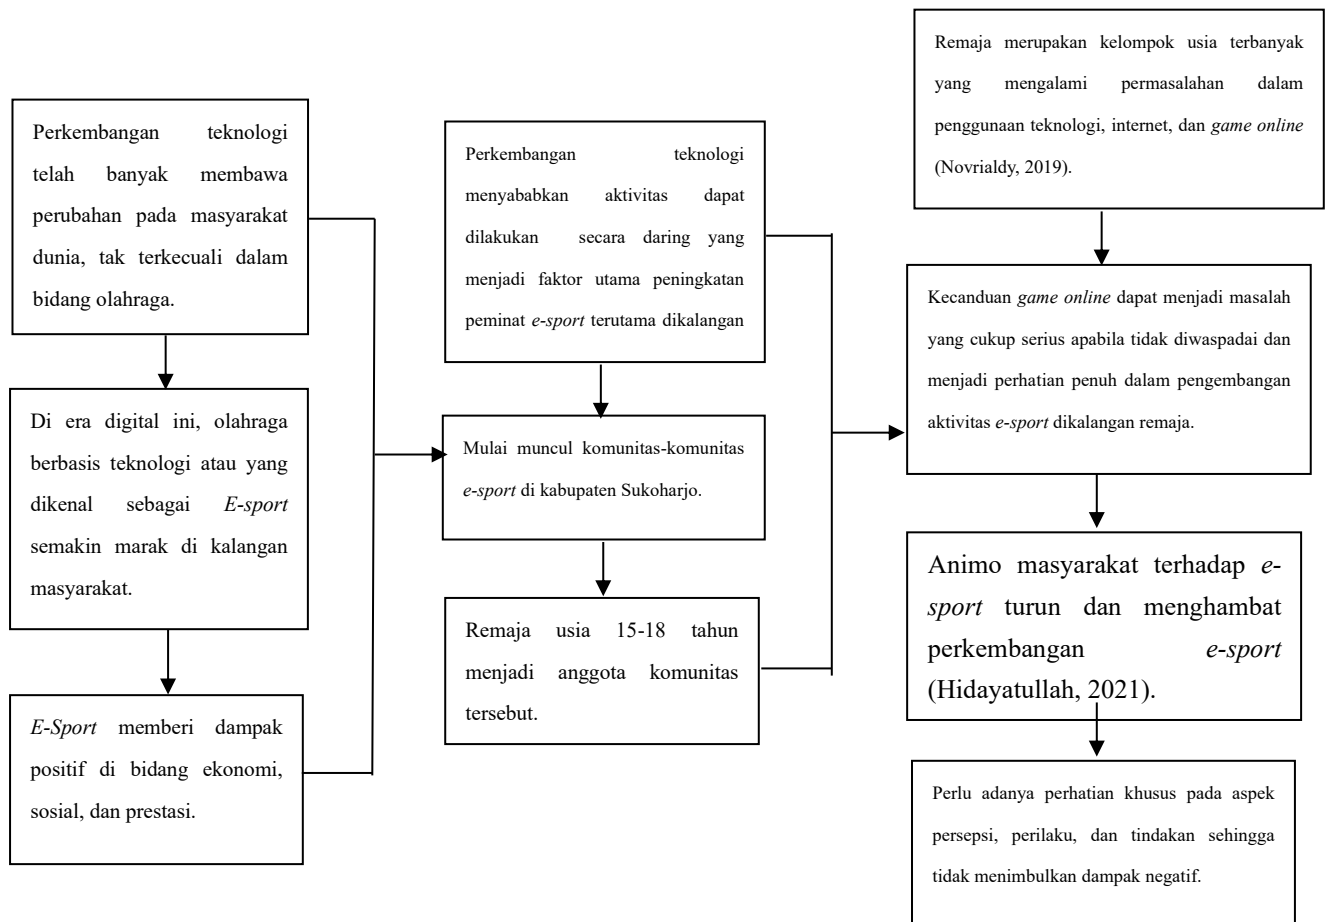 Perkembangan teknologi
telah banyak membawa
perubahan pada masyarakat
dunia, tak terkecuali dalam
bidang olahraga.
Di era digital ini, olahraga
berbasis teknologi atau yang
dikenal sebagai E-sport
semakin marak di kalangan
masyarakat.
E-Sport memberi dampak
positif di bidang ekonomi,
sosial, dan prestasi.
Perkembangan teknologi
menyababkan aktivitas dapat
dilakukan secara daring yang
menjadi faktor utama peningkatan
peminat e-sport terutama dikalangan
Mulai muncul komunitas-komunitas
e-sport di kabupaten Sukoharjo.
Remaja usia 15-18 tahun
menjadi anggota komunitas
tersebut.
Remaja merupakan kelompok usia terbanyak
yang mengalami permasalahan dalam
penggunaan teknologi, internet, dan game online
(Novrialdy, 2019).
Kecanduan game online dapat menjadi masalah
yang cukup serius apabila tidak diwaspadai dan
menjadi perhatian penuh dalam pengembangan
aktivitas e-sport dikalangan remaja.
Animo masyarakat terhadap e-
sport turun dan menghambat
perkembangan e-sport
(Hidayatullah, 2021).
Perlu adanya perhatian khusus pada aspek
persepsi, perilaku, dan tindakan sehingga
tidak menimbulkan dampak negatif.